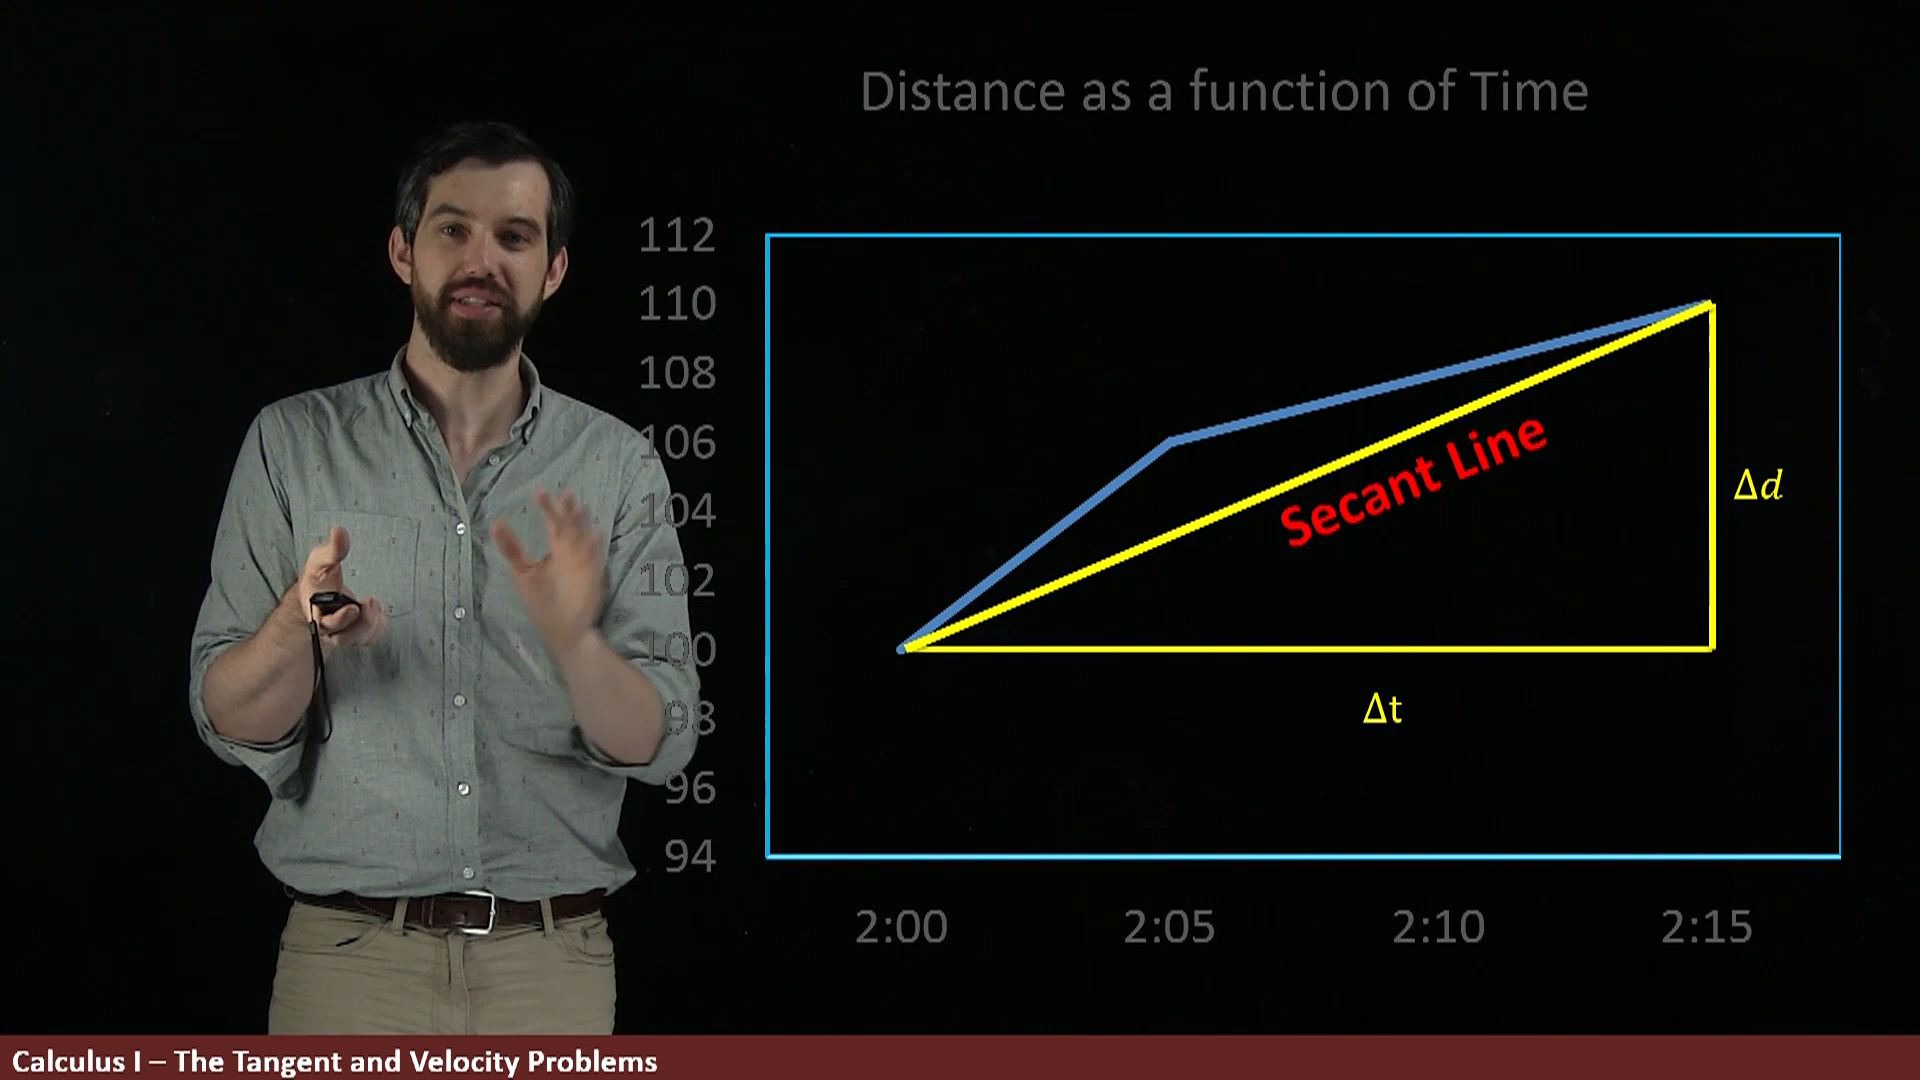 Distance as a function of Time
112
110
108
106
104
102
100
98
96
94
Secant Line
Δd
Δt
2:00 2:05 2:10 2:15
Calculus I – The Tangent and Velocity Problems